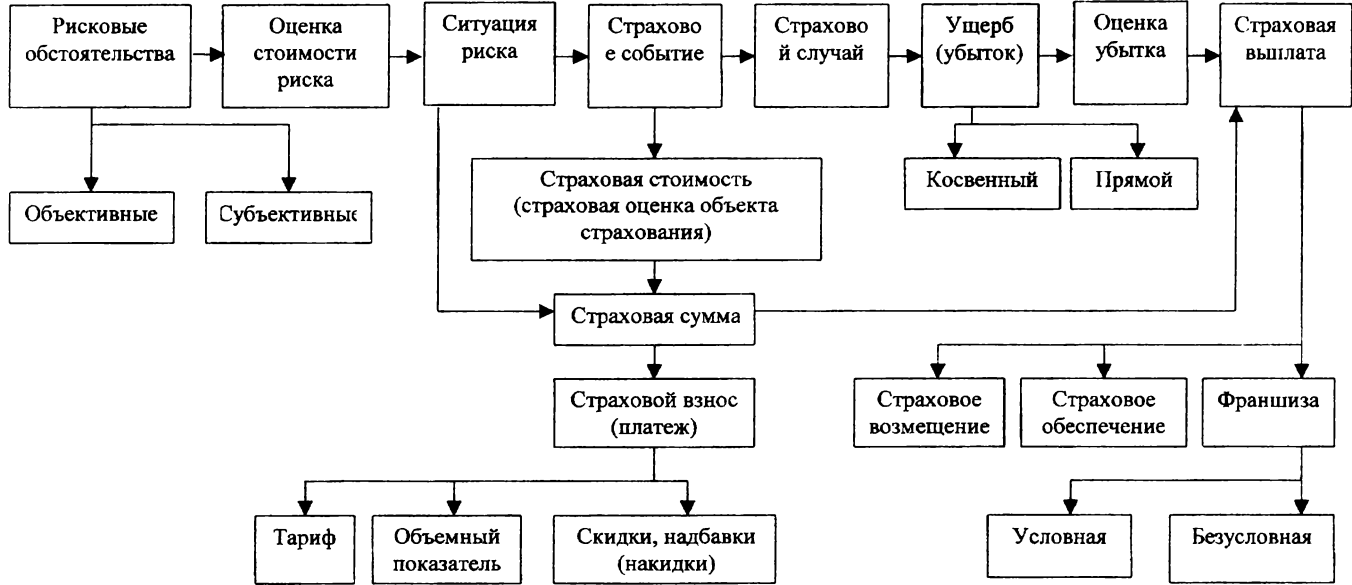 Рисковые
обстоятельства
Оценка
стоимости
риска
Ситуация
риска
Страхово
е событие
Страхово
й случай
Ущерб
(убыток)
Оценка
убытка
Страховая
выплата
Объективные
Субъективные
Страховая стоимость
(страховая оценка объекта
страхования)
Косвенный
Прямой
Страховая сумма
Страховой взнос
(платеж)
Страховое
возмещение
Страховое
обеспечение
Франшиза
Тариф
Объемный
показатель
Скидки, надбавки
(накидки)
Условная
Безусловная